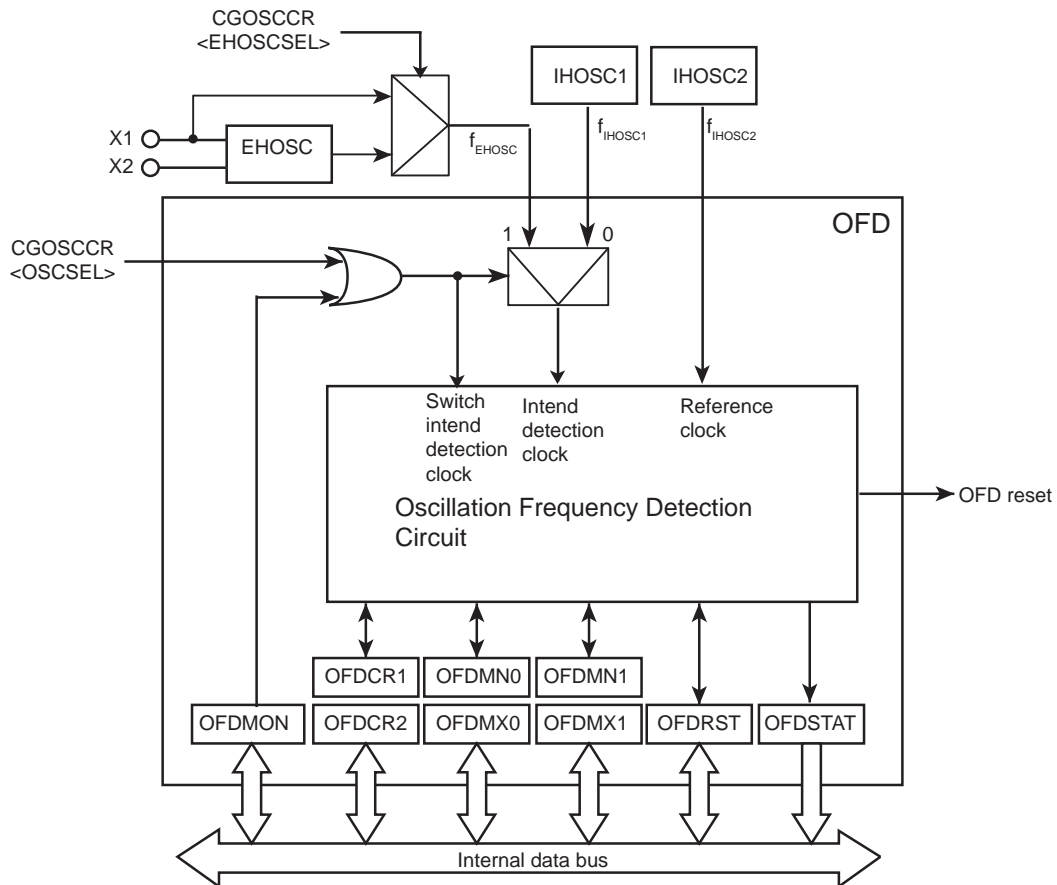 CGOSCCR
<EHOSCSEL>
IHOSC1
IHOSC2
X1
X2
EHOSC
fEHOSC
fIHOSC1
fIHOSC2
OFD
CGOSCCR
<OSCSEL>
1
0
Switch
intend
detection
clock
Intend
detection
clock
Reference
clock
Oscillation Frequency Detection
Circuit
OFD reset
OFDCR1
OFDMN0
OFDMN1
OFDMON
OFDCR2
OFDMX0
OFDMX1
OFDRST
OFDSTAT
Internal data bus